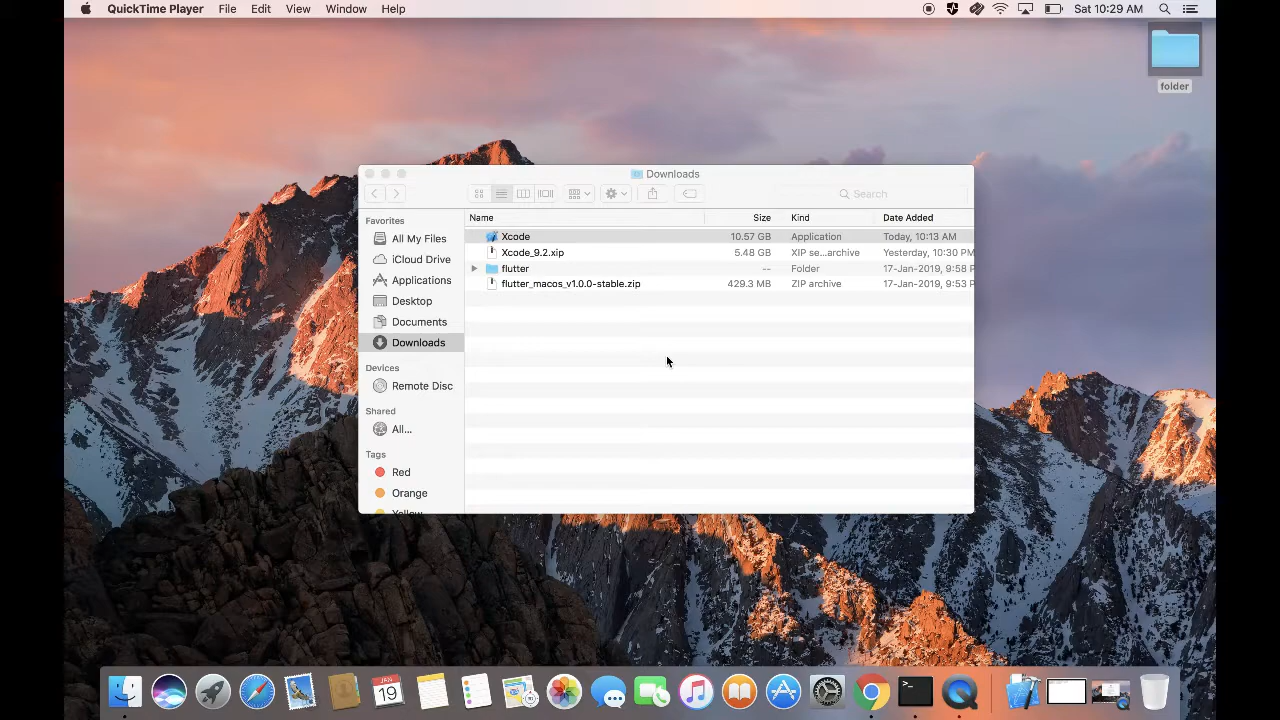 QuickTime Player File Edit View Window Help Sat 10:29 AM
folder
Downloads
Search
Favorites
All My Files
iCloud Drive
Applications
Desktop
Documents
Downloads
Devices
Remote Disc
Shared
All...
Tags
Red
Orange
Yellow
Name Size Kind Date Added
Xcode 10.57 GB Application Today, 10:13 AM
Xcode_9.2.xip 5.48 GB XIP se...archive Yesterday, 10:30 PM
flutter -- Folder 17-Jan-2019, 9:58 P
flutter_macos_v1.0.0-stable.zip 429.3 MB ZIP archive 17-Jan-2019, 9:53 P
JAN
19